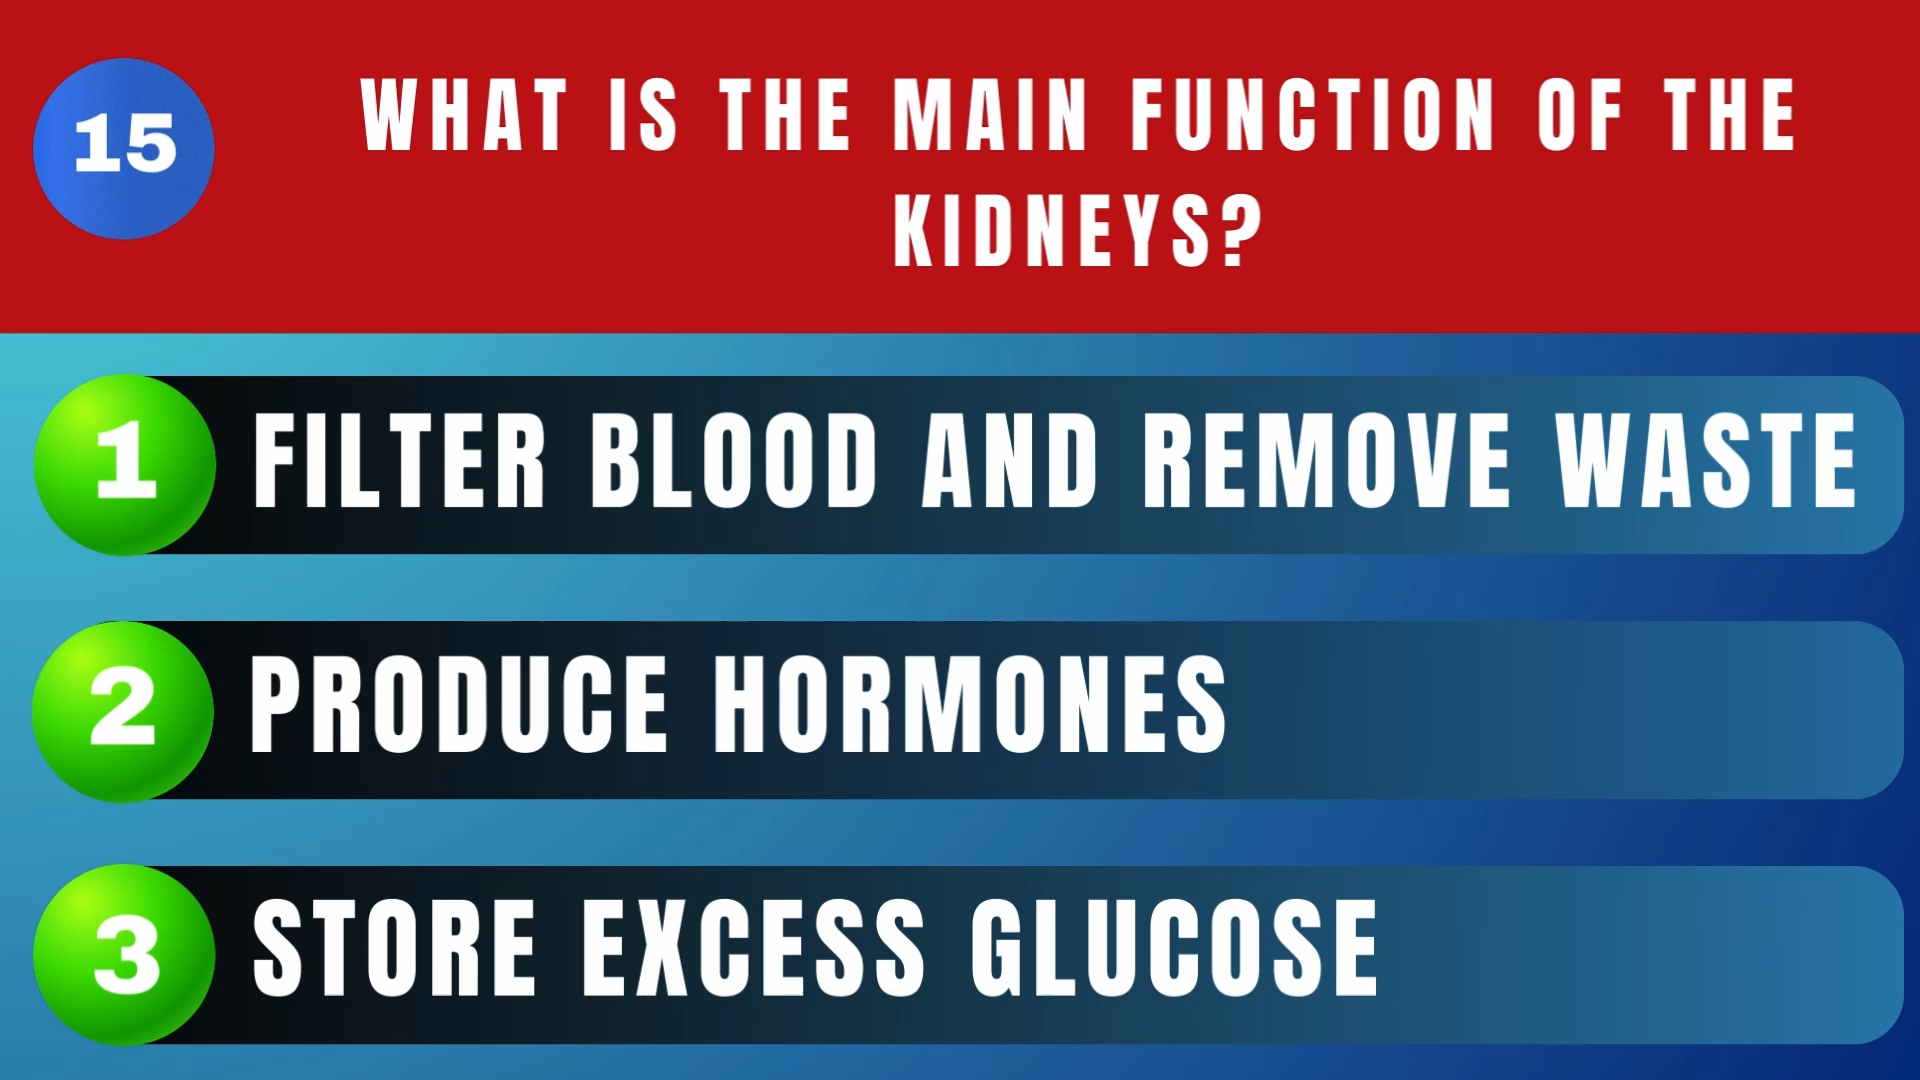 15
WHAT IS THE MAIN FUNCTION OF THE
KIDNEYS?
1 FILTER BLOOD AND REMOVE WASTE
2 PRODUCE HORMONES
3 STORE EXCESS GLUCOSE